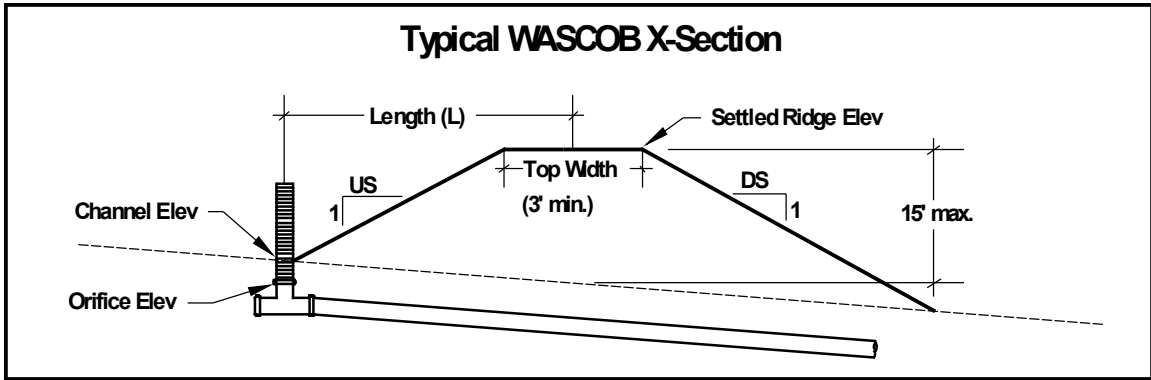 Typical WASCOB X-Section
Length (L)
Settled Ridge Elev
Top Width
(3' min.)
US
1
DS
1
Channel Elev
15' max.
Orifice Elev